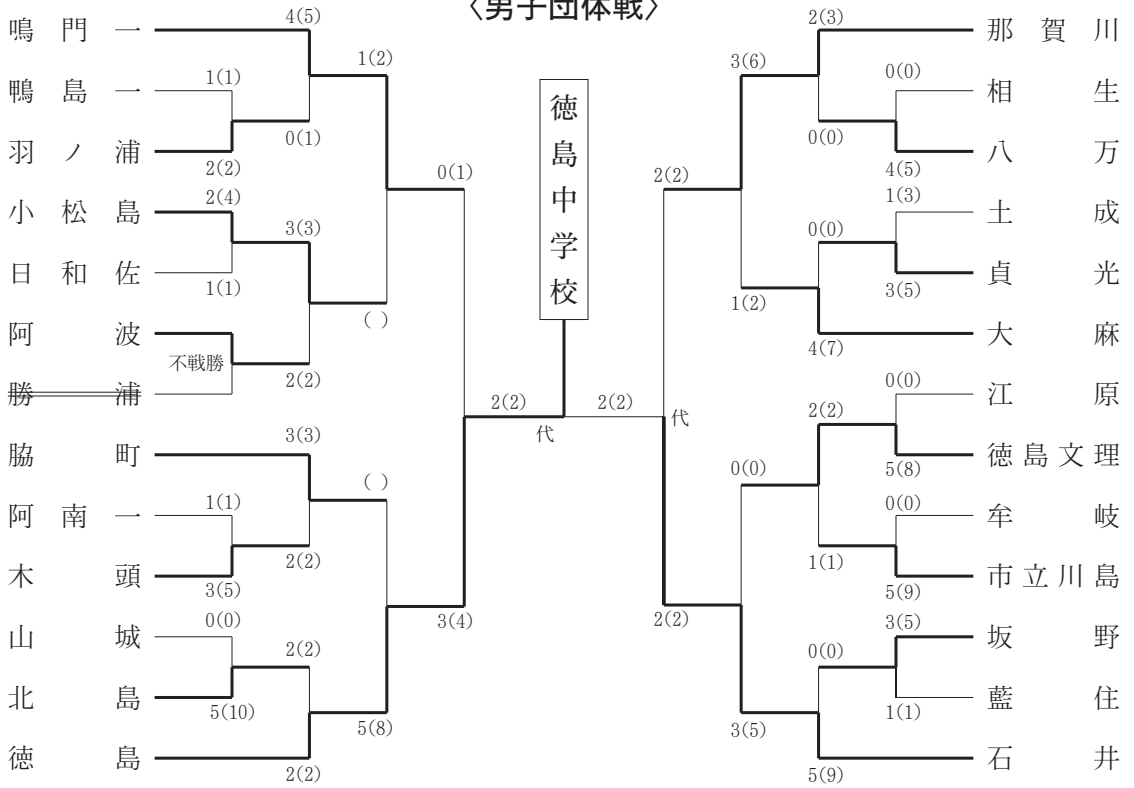 〈男子団体戦〉
鳴門一
鴨島一
羽ノ浦
小松島
日和佐
阿波
勝浦
脇町
阿南一
木頭
山城
北島
徳島
4(5)
1(1)
2(2)
0(1)
1(2)
2(4)
1(1)
3(3)
不戦勝
2(2)
( )
0(1)
3(3)
1(1)
3(5)
2(2)
( )
0(0)
5(10)
2(2)
2(2)
5(8)
3(4)
2(2)
代
徳島中学校
2(2)
代
2(3)
0(0)
4(5)
0(0)
3(6)
1(3)
3(5)
0(0)
4(7)
1(2)
2(2)
0(0)
5(8)
2(2)
0(0)
5(9)
1(1)
0(0)
3(5)
1(1)
0(0)
5(9)
3(5)
2(2)
那賀川
相生
八万
土成
貞光
大麻
江原
徳島文理
牟岐
市立川島
坂野
藍住
石井